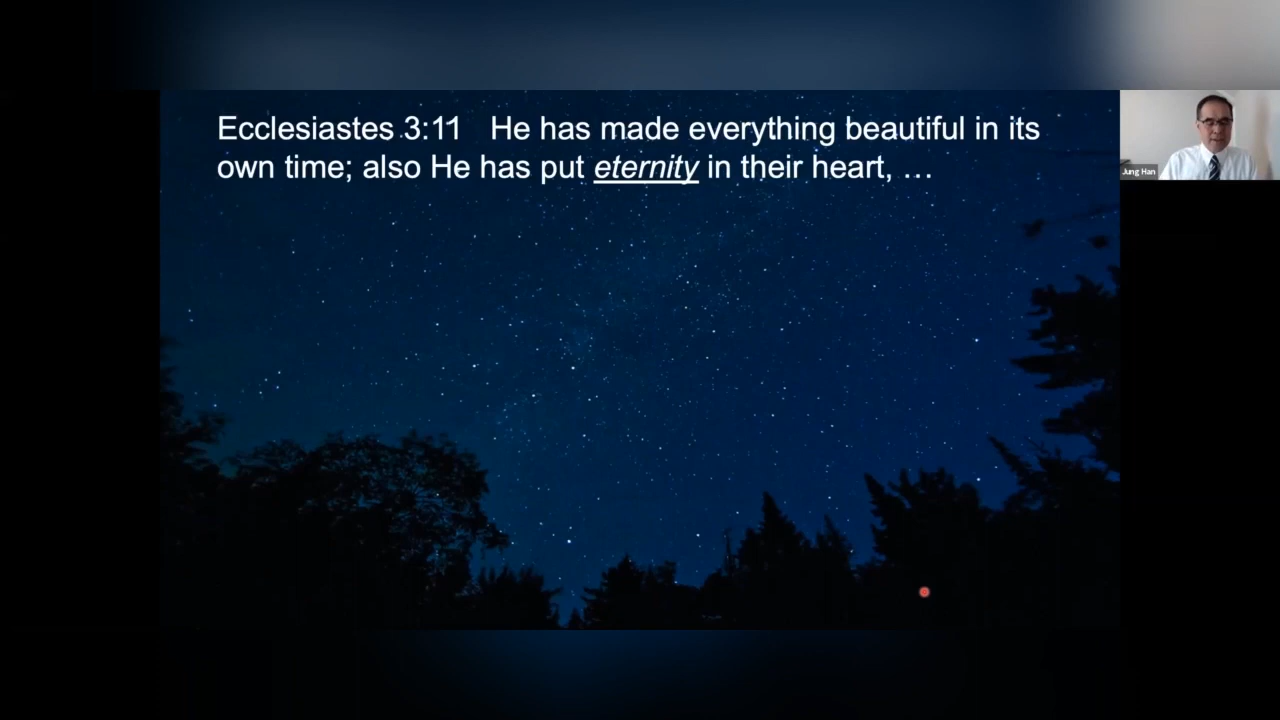 Ecclesiastes 3:11 He has made everything beautiful in its
own time; also He has put eternity in their heart, …
Jung Han